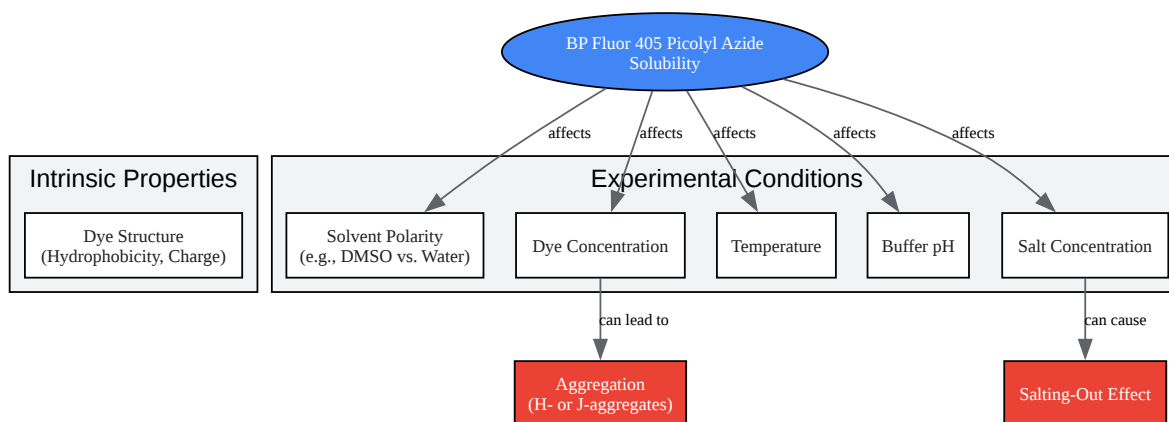 BP Fluor 405 Picolyl Azide
Solubility
affects
affects
affects
affects
affects
Intrinsic Properties
Experimental Conditions
Dye Structure
(Hydrophobicity, Charge)
Solvent Polarity
(e.g., DMSO vs. Water)
Dye Concentration
Temperature
Buffer pH
Salt Concentration
can lead to
can cause
Aggregation
(H- or J-aggregates)
Salting-Out Effect